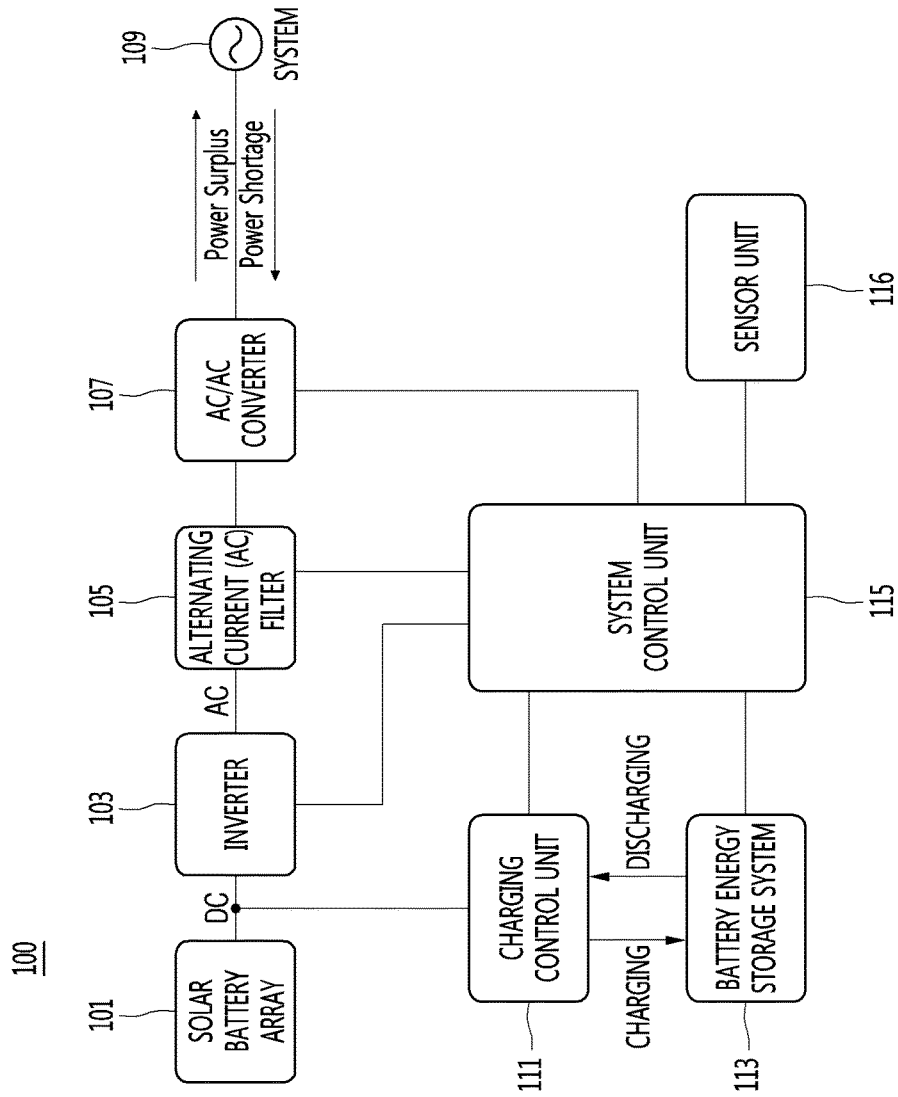 100
101
SOLAR
BATTERY
ARRAY
DC
103
INVERTER
AC
105
ALTERNATING
CURRENT (AC)
FILTER
107
AC/AC
CONVERTER
Power Surplus
Power Shortage
109
SYSTEM
111
CHARGING
CONTROL UNIT
CHARGING
DISCHARGING
113
BATTERY ENERGY
STORAGE SYSTEM
SYSTEM
CONTROL UNIT
115
SENSOR UNIT
116